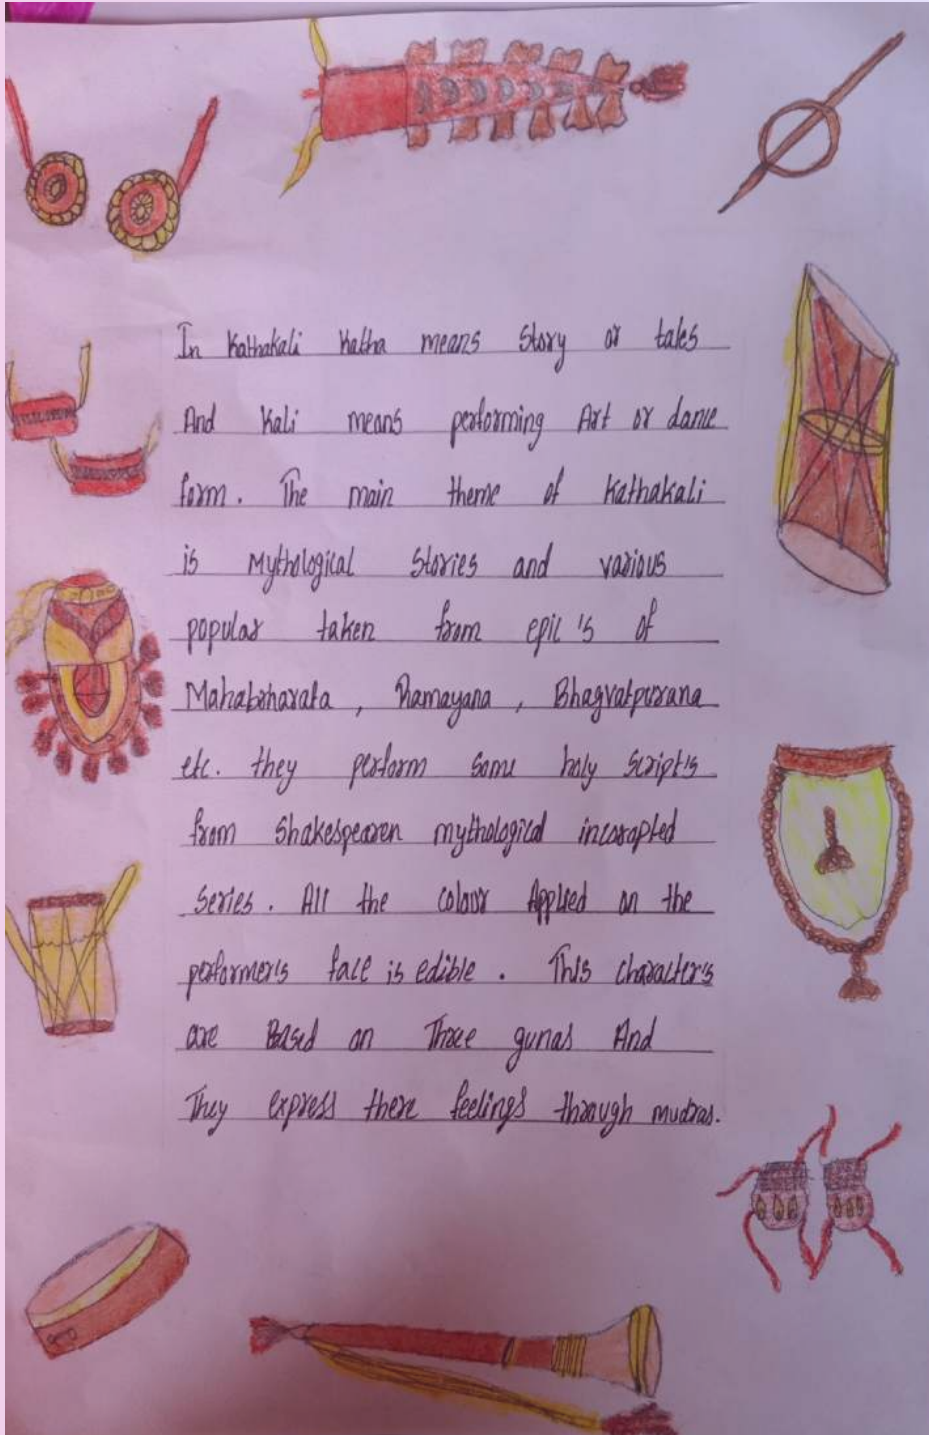 In Kathakali Katha means Story or tales
And Kali means performing Art or dance
form. The main theme of Kathakali
is Mythological Stories and various
popular taken from epic's of
Mahabsharata, Ramayana, Bhagvatpurana
etc. they perform some holy script's
from Shakespearen mythological incorapted
Series. All the colour Applied on the
performer's face is edible. This character's
are Based on Three gunas And
They express there feelings through mudras.